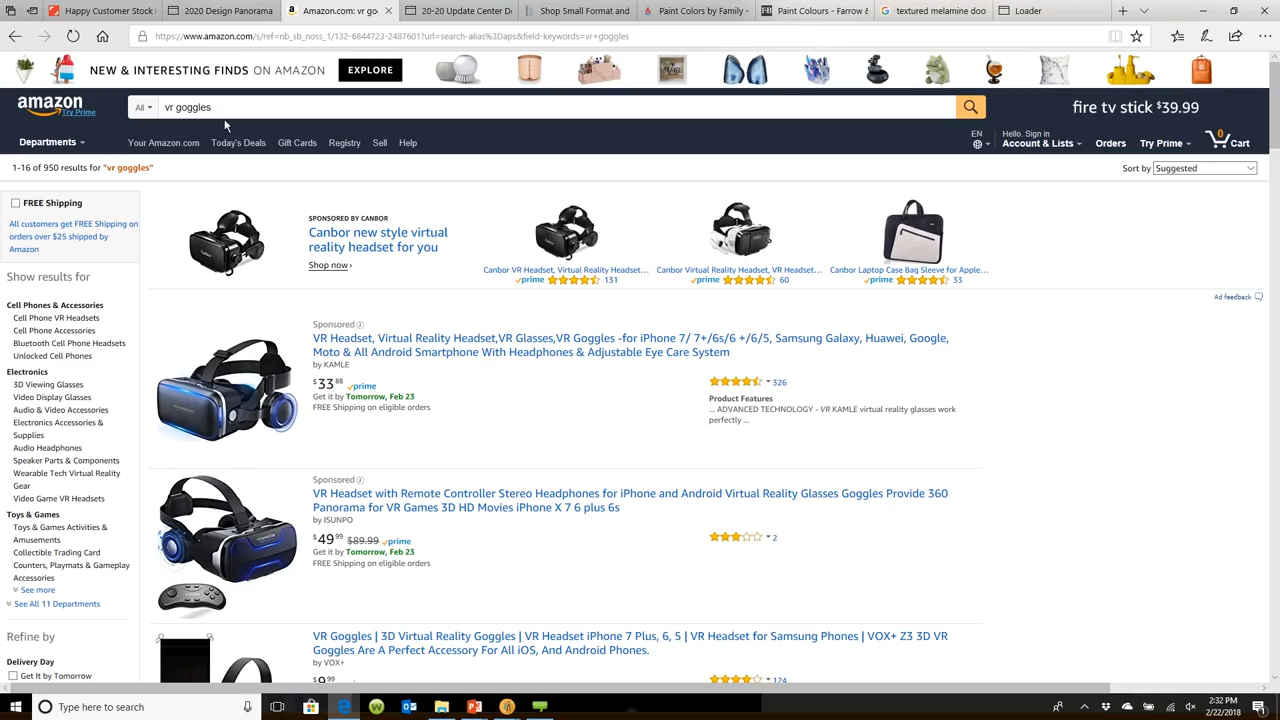 2020 Design Panorama
Amazon.com: vr go
20-20 Update Center Do
Paint Colors by Family -
Paint Colours - Farrow &
20-20 textured melamine
Loader
https://www.amazon.com/s/ref=nb_sb_noss_1/132-6844723-2487601?url=search-alias%3Daps&field-keywords=vr+goggles
NEW & INTERESTING FINDS ON AMAZON EXPLORE
amazon
Try Prime
All
vr goggles
fire tv stick $39.99
Departments
Your Amazon.com
Today's Deals
Gift Cards
Registry
Sell
Help
EN
Hello. Sign in
Account & Lists
Orders
Try Prime
0
Cart
1-16 of 950 results for "vr goggles"
Sort by Suggested
FREE Shipping
All customers get FREE Shipping on
orders over $25 shipped by
Amazon
Show results for
Cell Phones & Accessories
Cell Phone VR Headsets
Cell Phone Accessories
Bluetooth Cell Phone Headsets
Unlocked Cell Phones
Electronics
3D Viewing Glasses
Video Display Glasses
Audio & Video Accessories
Electronics Accessories &
Supplies
Audio Headphones
Speaker Parts & Components
Wearable Tech Virtual Reality
Gear
Video Game VR Headsets
Toys & Games
Toys & Games Activities &
Amusements
Collectible Trading Card
Counters, Playmats & Gameplay
Accessories
See more
See All 11 Departments
Refine by
Delivery Day
Get It by Tomorrow
SPONSORED BY CANBOR
Canbor new style virtual
reality headset for you
Shop now ›
Canbor VR Headset, Virtual Reality Headset...
prime 131
Canbor Virtual Reality Headset, VR Headset...
prime 60
Canbor Laptop Case Bag Sleeve for Apple...
prime 33
Ad feedback
Sponsored
VR Headset, Virtual Reality Headset,VR Glasses,VR Goggles -for iPhone 7/ 7+/6s/6 +/6/5, Samsung Galaxy, Huawei, Google,
Moto & All Android Smartphone With Headphones & Adjustable Eye Care System
by KAMLE
$33 88 prime
Get it by Tomorrow, Feb 23
FREE Shipping on eligible orders
326
Product Features
... ADVANCED TECHNOLOGY - VR KAMLE virtual reality glasses work
perfectly ...
Sponsored
VR Headset with Remote Controller Stereo Headphones for iPhone and Android Virtual Reality Glasses Goggles Provide 360
Panorama for VR Games 3D HD Movies iPhone X 7 6 plus 6s
by ISUNPO
$49 99 $89.99 prime
Get it by Tomorrow, Feb 23
FREE Shipping on eligible orders
2
VR Goggles | 3D Virtual Reality Goggles | VR Headset iPhone 7 Plus, 6, 5 | VR Headset for Samsung Phones | VOX+ Z3 3D VR
Goggles Are A Perfect Accessory For All iOS, And Android Phones.
by VOX+
$9 99
124
Type here to search
2:32 PM
2/22/2018